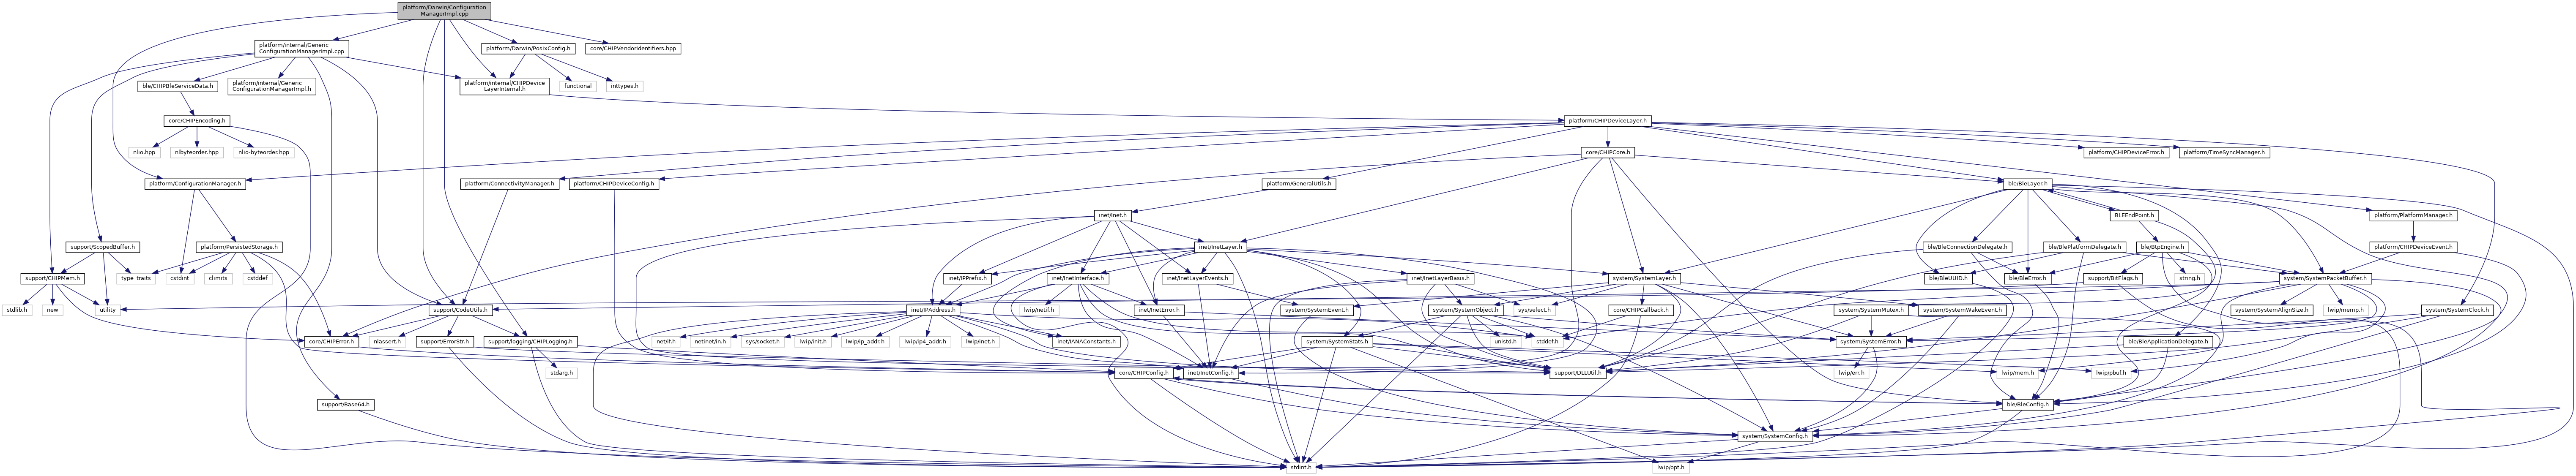 platform/Darwin/Configuration
ManagerImpl.cpp
platform/internal/Generic
ConfigurationManagerImpl.cpp
platform/Darwin/PosixConfig.h
core/CHIPVendorIdentifiers.hpp
ble/CHIPBleServiceData.h
platform/internal/Generic
ConfigurationManagerImpl.h
platform/internal/CHIPDevice
LayerInternal.h
functional
inttypes.h
core/CHIPEncoding.h
platform/CHIPDeviceLayer.h
nlio.hpp
nlbyteorder.hpp
nlio-byteorder.hpp
core/CHIPCore.h
platform/CHIPDeviceError.h
platform/TimeSyncManager.h
platform/ConfigurationManager.h
platform/ConnectivityManager.h
platform/CHIPDeviceConfig.h
platform/GeneralUtils.h
ble/BleLayer.h
inet/Inet.h
BLEEndPoint.h
platform/PlatformManager.h
support/ScopedBuffer.h
platform/PersistedStorage.h
inet/InetLayer.h
ble/BleConnectionDelegate.h
ble/BlePlatformDelegate.h
ble/BtpEngine.h
platform/CHIPDeviceEvent.h
support/CHIPMem.h
type_traits
cstdint
climits
cstddef
inet/IPPrefix.h
inet/InetInterface.h
inet/InetLayerEvents.h
inet/InetLayerBasis.h
system/SystemLayer.h
ble/BleUUID.h
ble/BleError.h
support/BitFlags.h
string.h
system/SystemPacketBuffer.h
stdlib.h
new
utility
support/CodeUtils.h
inet/IPAddress.h
lwip/netif.h
inet/InetError.h
system/SystemEvent.h
system/SystemObject.h
sys/select.h
core/CHIPCallback.h
system/SystemMutex.h
system/SystemWakeEvent.h
system/SystemAlignSize.h
lwip/memp.h
system/SystemClock.h
core/CHIPError.h
nlassert.h
support/ErrorStr.h
support/logging/CHIPLogging.h
net/if.h
netinet/in.h
sys/socket.h
lwip/init.h
lwip/ip_addr.h
lwip/ip4_addr.h
lwip/inet.h
inet/IANAConstants.h
system/SystemStats.h
unistd.h
stddef.h
system/SystemError.h
ble/BleApplicationDelegate.h
stdarg.h
core/CHIPConfig.h
inet/InetConfig.h
support/DLLUtil.h
lwip/err.h
lwip/mem.h
lwip/pbuf.h
support/Base64.h
ble/BleConfig.h
system/SystemConfig.h
stdint.h
lwip/opt.h